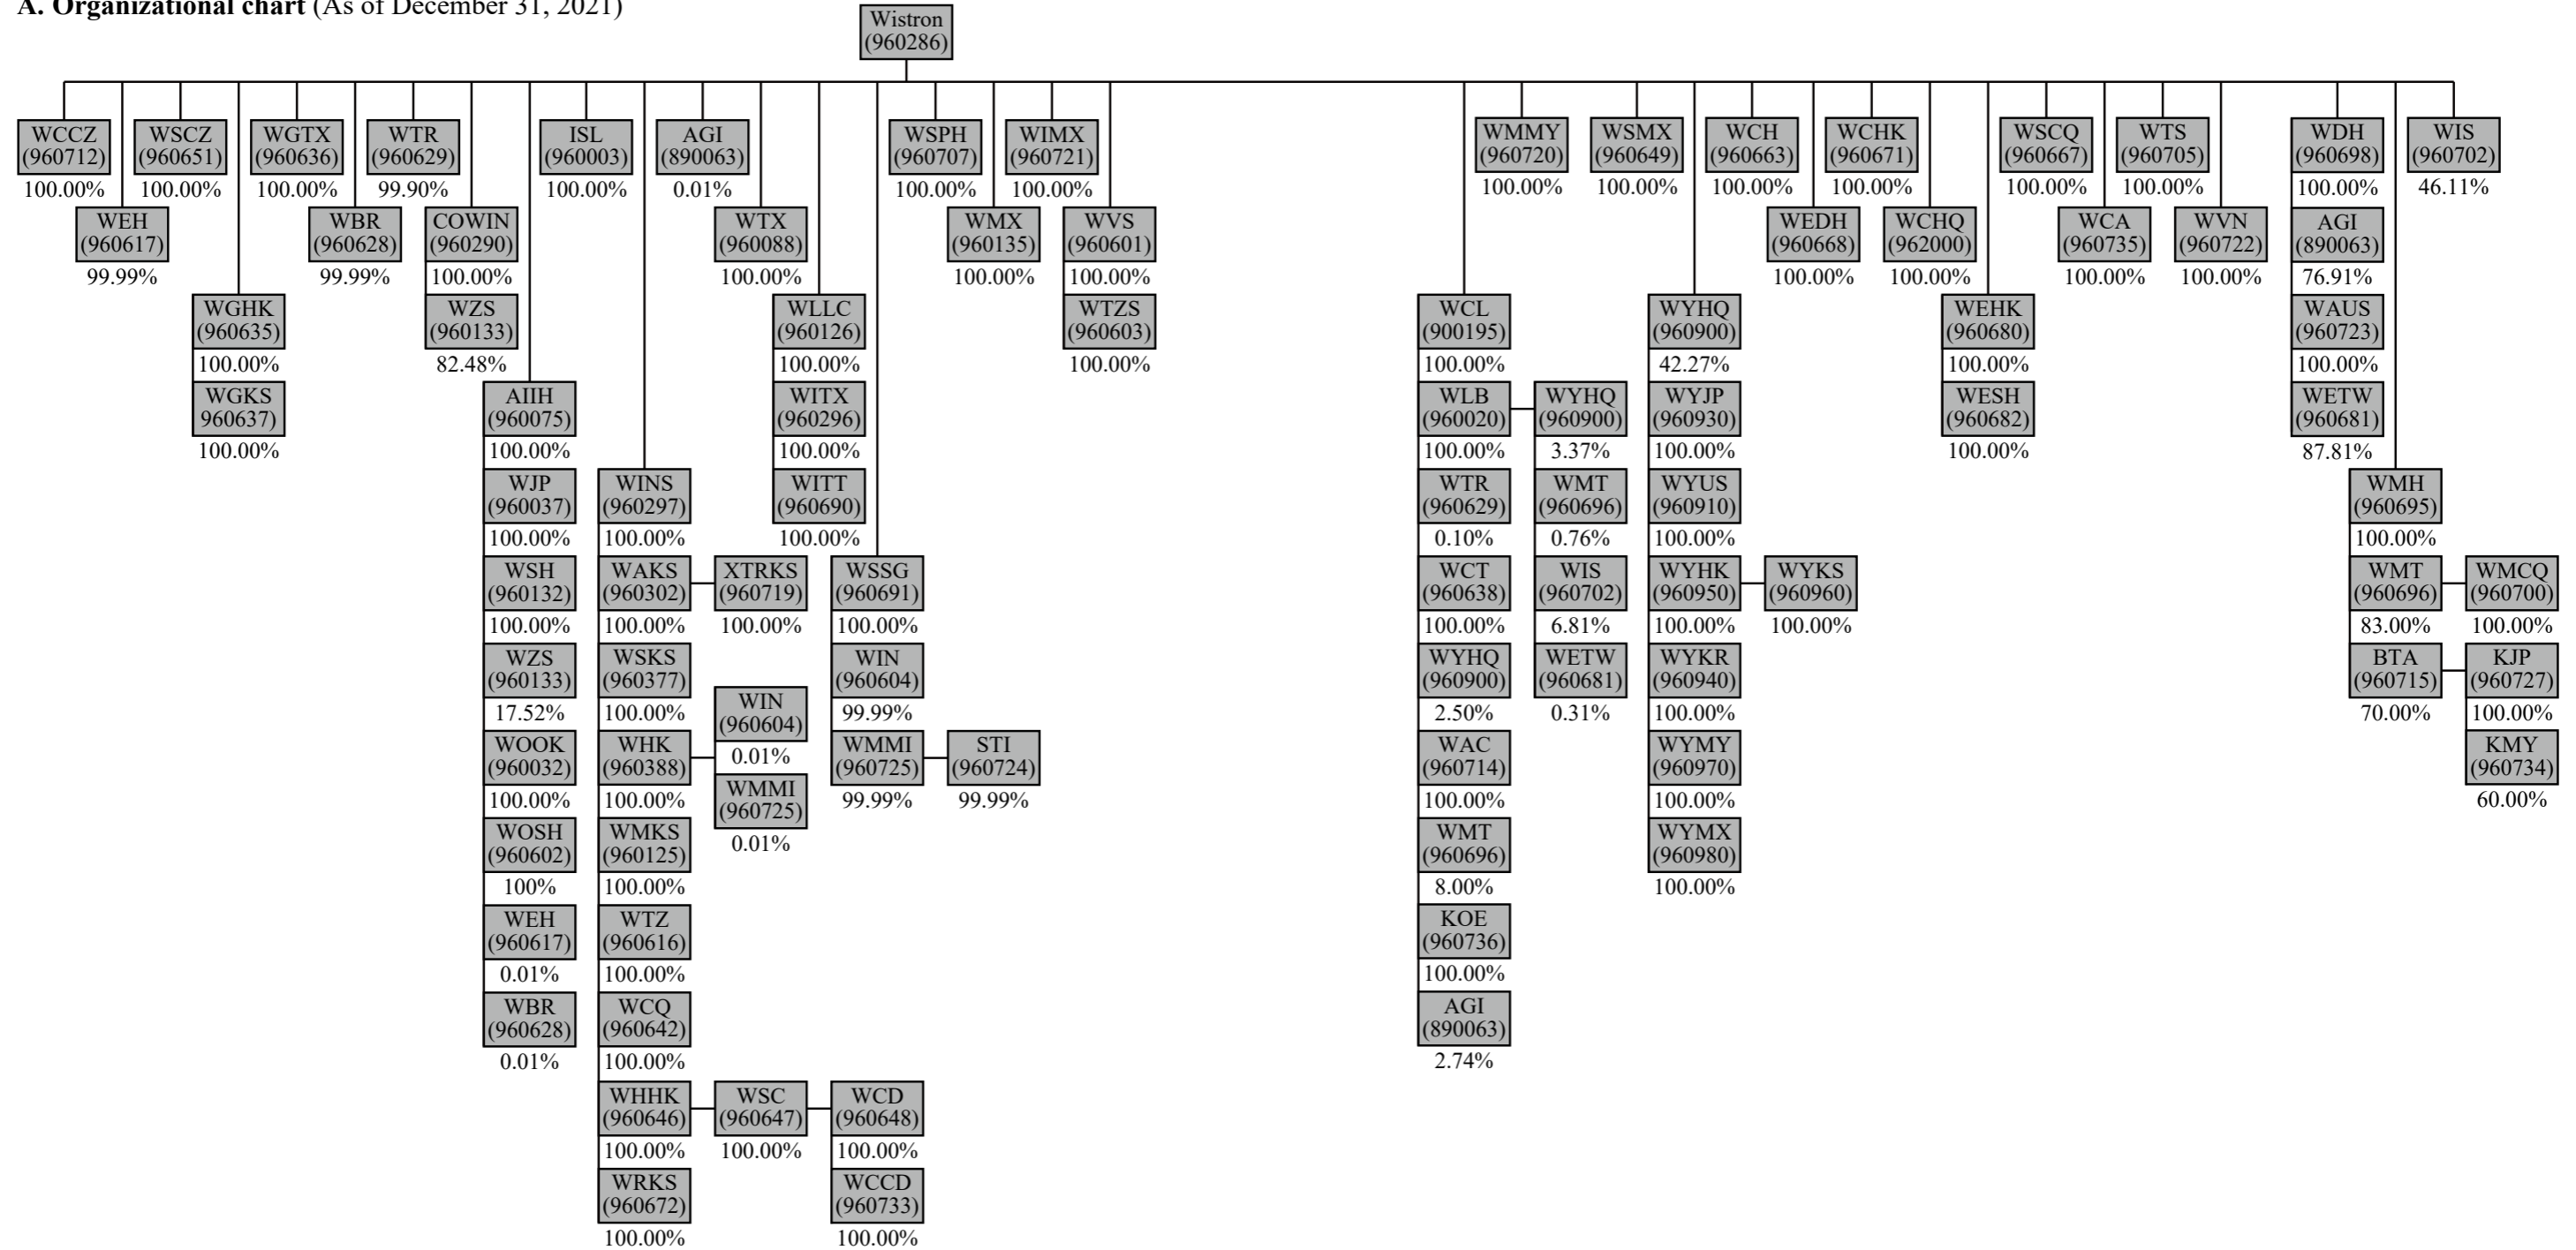 A. Organizational chart (As of December 31, 2021)
Wistron
(960286)
WCCZ
(960712)
100.00%
WEH
(960617)
99.99%
WSCZ
(960651)
100.00%
WGHK
(960635)
100.00%
WGKS
960637)
100.00%
WGTX
(960636)
100.00%
WBR
(960628)
99.99%
WTR
(960629)
99.90%
COWIN
(960290)
100.00%
WZS
(960133)
82.48%
AIIH
(960075)
100.00%
WJP
(960037)
100.00%
WSH
(960132)
100.00%
WZS
(960133)
17.52%
WOOK
(960032)
100.00%
WOSH
(960602)
100%
WEH
(960617)
0.01%
WBR
(960628)
0.01%
ISL
(960003)
100.00%
WINS
(960297)
100.00%
WAKS
(960302)
100.00%
XTRKS
(960719)
100.00%
WSKS
(960377)
100.00%
WHK
(960388)
100.00%
WIN
(960604)
0.01%
WMMI
(960725)
0.01%
WMKS
(960125)
100.00%
WTZ
(960616)
100.00%
WCQ
(960642)
100.00%
WHHK
(960646)
100.00%
WSC
(960647)
100.00%
WCD
(960648)
100.00%
WCCD
(960733)
100.00%
WRKS
(960672)
100.00%
AGI
(890063)
0.01%
WTX
(960088)
100.00%
WLLC
(960126)
100.00%
WITX
(960296)
100.00%
WITT
(960690)
100.00%
WSSG
(960691)
100.00%
WIN
(960604)
99.99%
WMMI
(960725)
99.99%
STI
(960724)
99.99%
WSPH
(960707)
100.00%
WMX
(960135)
100.00%
WIMX
(960721)
100.00%
WVS
(960601)
100.00%
WTZS
(960603)
100.00%
WCL
(900195)
100.00%
WLB
(960020)
100.00%
WYHQ
(960900)
3.37%
WMT
(960696)
0.76%
WIS
(960702)
6.81%
WETW
(960681)
0.31%
WTR
(960629)
0.10%
WCT
(960638)
100.00%
WYHQ
(960900)
2.50%
WAC
(960714)
100.00%
WMT
(960696)
8.00%
KOE
(960736)
100.00%
AGI
(890063)
2.74%
WMMY
(960720)
100.00%
WSMX
(960649)
100.00%
WYHQ
(960900)
42.27%
WYJP
(960930)
100.00%
WYUS
(960910)
100.00%
WYHK
(960950)
100.00%
WYKS
(960960)
100.00%
WYKR
(960940)
100.00%
WYMY
(960970)
100.00%
WYMX
(960980)
100.00%
WCH
(960663)
100.00%
WEDH
(960668)
100.00%
WCHK
(960671)
100.00%
WCHQ
(962000)
100.00%
WEHK
(960680)
100.00%
WESH
(960682)
100.00%
WSCQ
(960667)
100.00%
WCA
(960735)
100.00%
WTS
(960705)
100.00%
WVN
(960722)
100.00%
WDH
(960698)
100.00%
AGI
(890063)
76.91%
WAUS
(960723)
100.00%
WETW
(960681)
87.81%
WMH
(960695)
100.00%
WMT
(960696)
83.00%
WMCQ
(960700)
100.00%
BTA
(960715)
70.00%
KJP
(960727)
100.00%
KMY
(960734)
60.00%
WIS
(960702)
46.11%